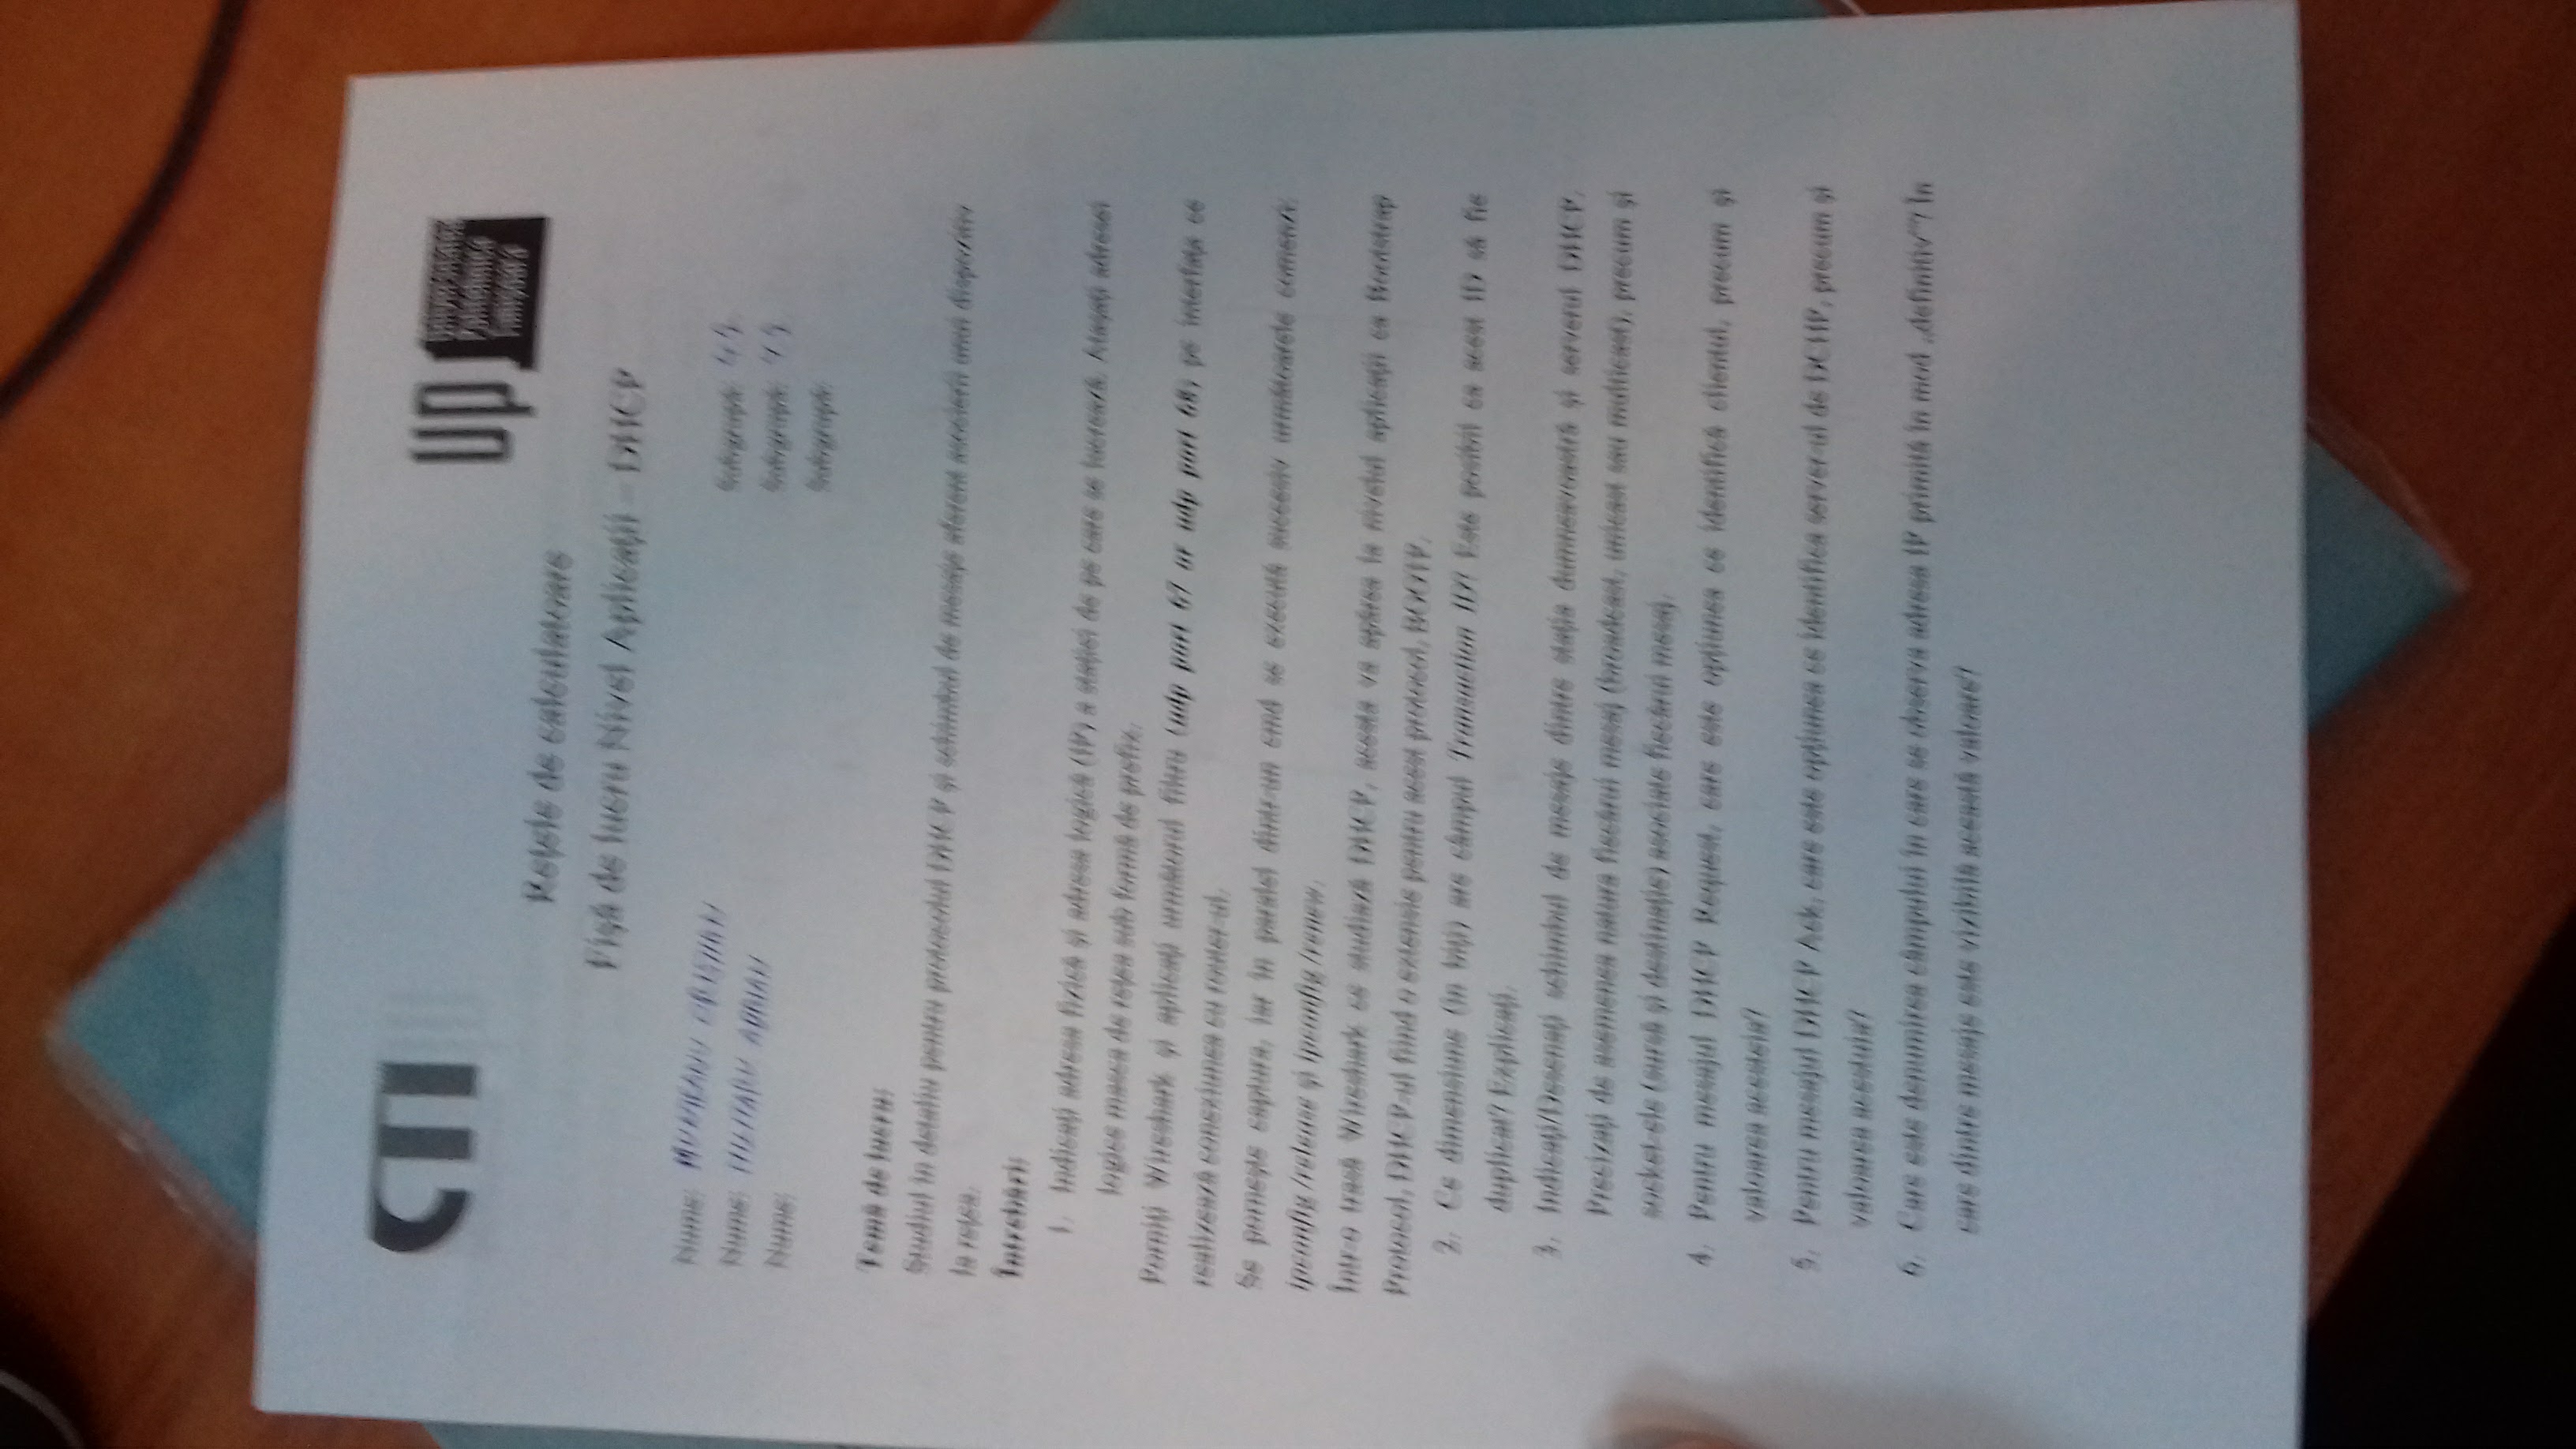 CTI
UP Universitatea
Politehnica
Timișoara
Rețele de calculatoare
Fișă de lucru Nivel Aplicații – DHCP
Nume: MUNTEANU CRISTIAN
Subgrupă:
Nume: MILITARU ADRIAN
Subgrupă:
Nume:
Subgrupă:
Temă de lucru:
Studiul în detaliu pentru protocolul DHCP și schimbul de mesaje aferent asocierii unui dispozitiv
la rețea.
Întrebări:
1. Indicați adresa fizică și adresa logică (IP) a stației de pe care se lucrează. Atașați adresei
logice masca de rețea sub formă de prefix.
Porniți Wireshark și aplicați următorul filtru (udp port 67 or udp port 68) pe interfața ce
realizează conexiunea cu router-ul.
Se pornește captura, iar în paralel dintr-un cmd se execută succesiv următoarele comenzi:
ipconfig /release și ipconfig /renew.
Într-o trasă Wireshark ce studiază DHCP, acesta va apărea la nivelul aplicații ca Bootstrap
Protocol, DHCP-ul fiind o extensie pentru acest protocol, BOOTP.
2. Ce dimensiune (în biți) are câmpul Transaction ID? Este posibil ca acest ID să fie
duplicat? Explicați.
3. Indicați/Desenați schimbul de mesaje dintre stația dumneavoastră și serverul DHCP.
Precizați de asemenea natura fiecărui mesaj (broadcast, unicast sau multicast), precum și
socket-ele (sursă și destinație) asociate fiecărui mesaj.
4. Pentru mesajul DHCP Request, care este opțiunea ce identifică clientul, precum și
valoarea acesteia?
5. Pentru mesajul DHCP Ack, care este opțiunea ce identifica server-ul de DCHP, precum și
valoarea acestuia?
6. Care este denumirea câmpului în care se observa adresa IP primită în mod „definitiv”? În
care dintre mesaje este vizibilă această valoare?